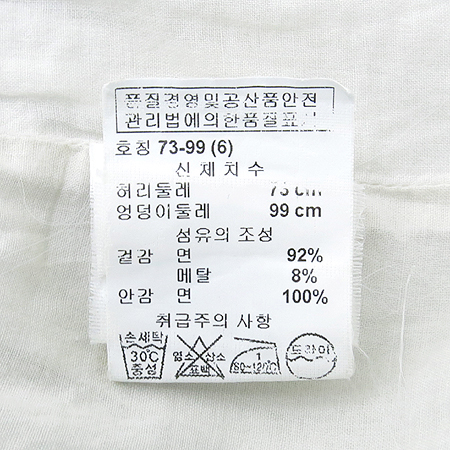 품질경영및공산품안전
관리법에의한품질표시
호칭 73-99 (6)
신체치수
허리둘레 73 cm
엉덩이둘레 99 cm
섬유의 조성
겉감 면 92%
메탈 8%
안감 면 100%
취급주의 사항
손세탁
30℃
중성
염소 산소
표백
1
80~120℃
드라이